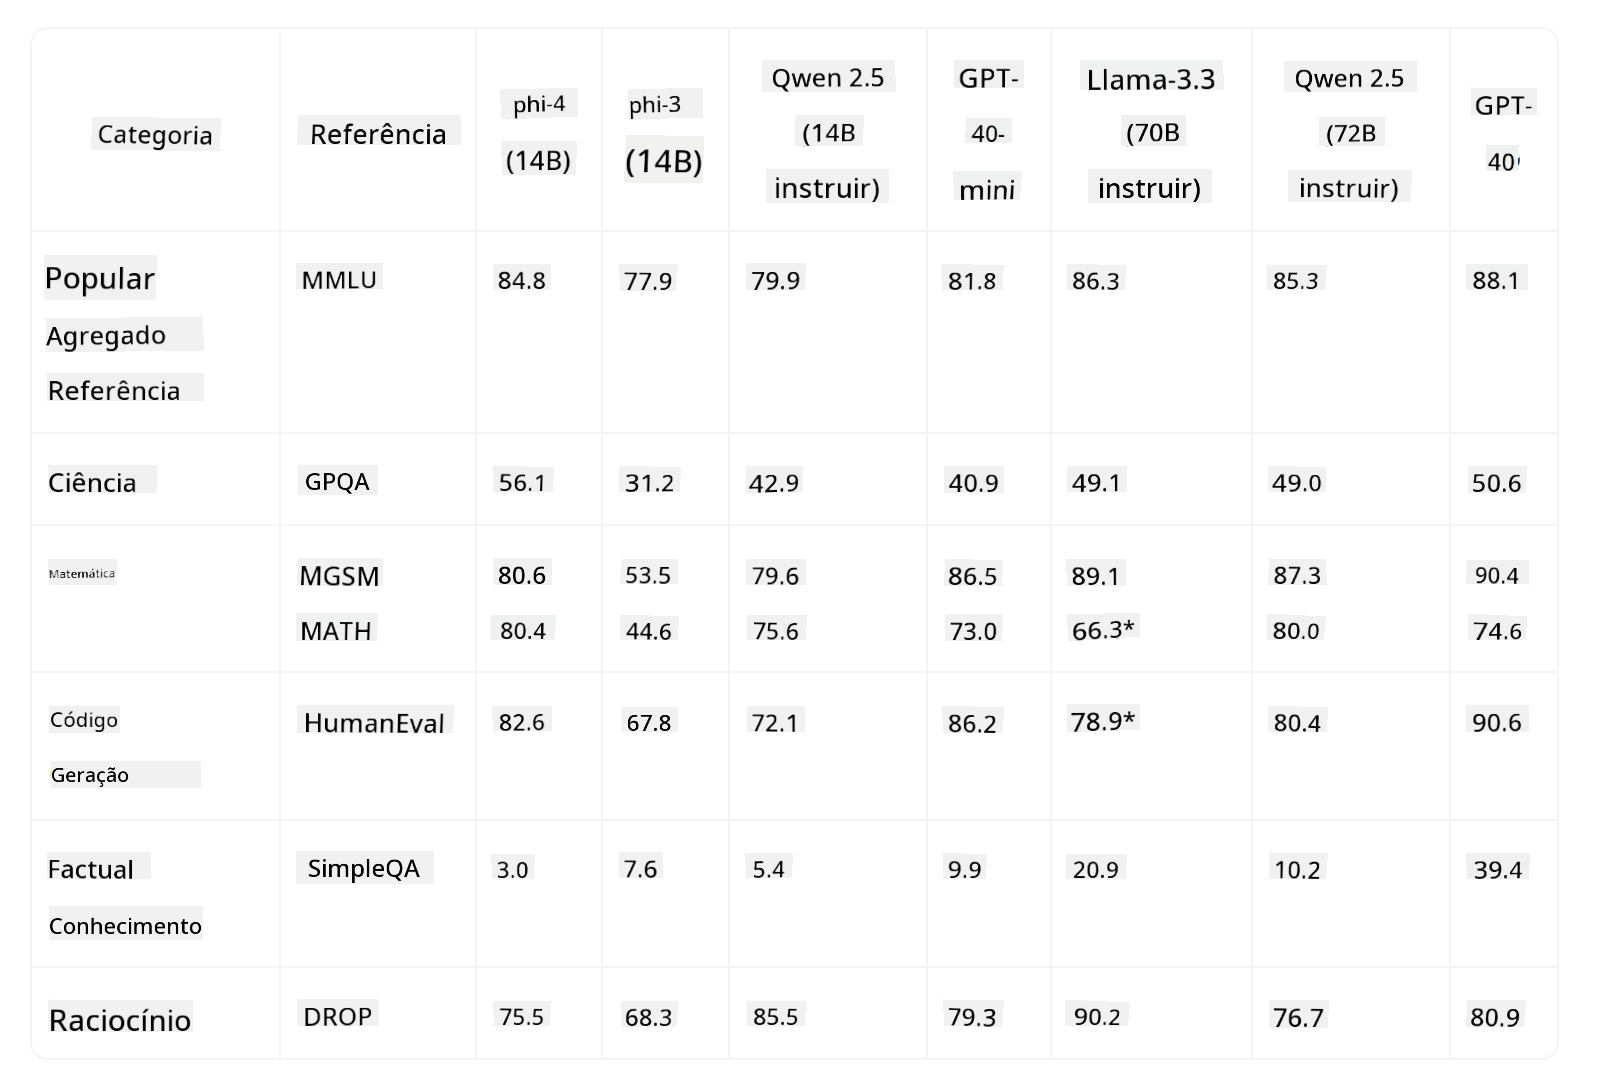 Categoria Referência phi-4 (14B) phi-3 (14B) Qwen 2.5 (14B instruir) GPT-40-mini Llama-3.3 (70B instruir) Qwen 2.5 (72B instruir) GPT-40
Popular Agregado Referência MMLU 84.8 77.9 79.9 81.8 86.3 85.3 88.1
Ciência GPQA 56.1 31.2 42.9 40.9 49.1 49.0 50.6
Matemática MGSM 80.6 53.5 79.6 86.5 89.1 87.3 90.4
MATH 80.4 44.6 75.6 73.0 66.3* 80.0 74.6
Código Geração HumanEval 82.6 67.8 72.1 86.2 78.9* 80.4 90.6
Factual Conhecimento SimpleQA 3.0 7.6 5.4 9.9 20.9 10.2 39.4
Raciocínio DROP 75.5 68.3 85.5 79.3 90.2 76.7 80.9